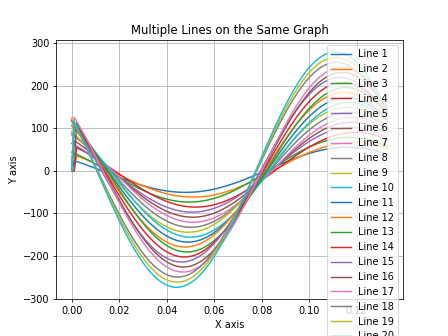 Multiple Lines on the Same Graph
Y axis
300
200
100
0
−100
−200
−300
0.00
0.02
0.04
0.06
0.08
0.10
X axis
Line 1
Line 2
Line 3
Line 4
Line 5
Line 6
Line 7
Line 8
Line 9
Line 10
Line 11
Line 12
Line 13
Line 14
Line 15
Line 16
Line 17
Line 18
Line 19
Line 20